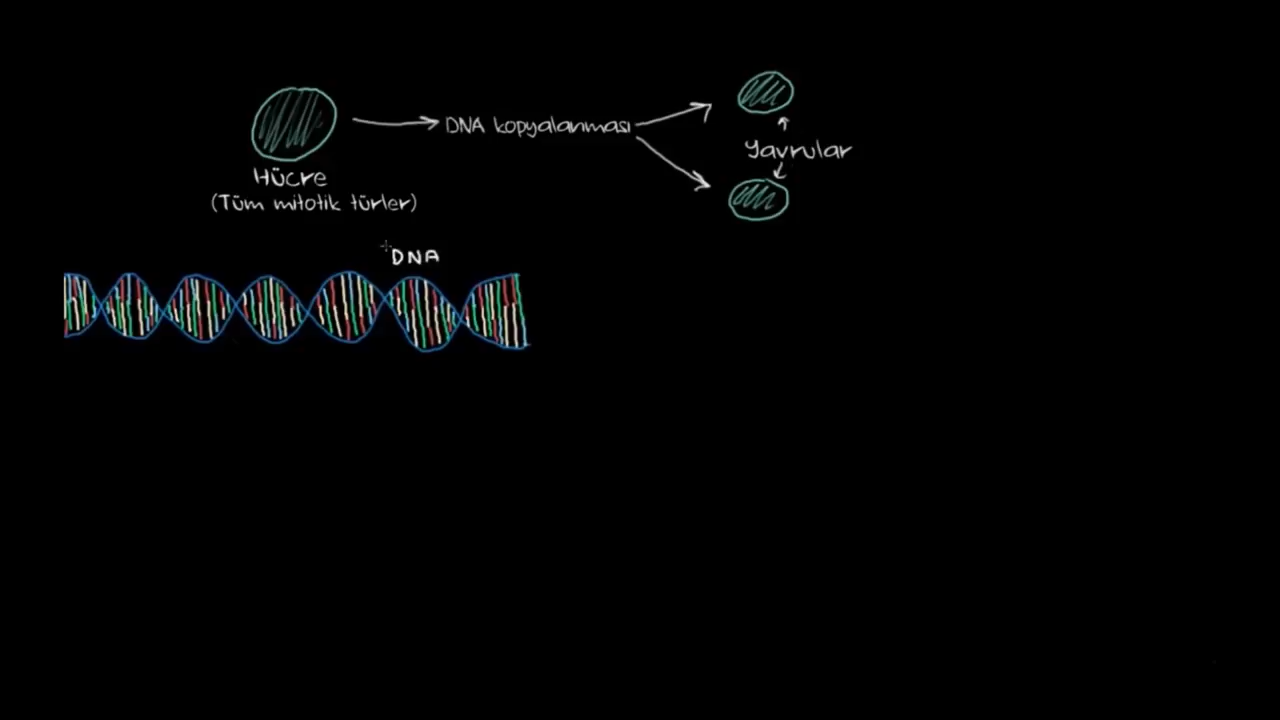 Hücre
(Tüm mitotik türler)
DNA kopyalanması
Yavrular
DNA